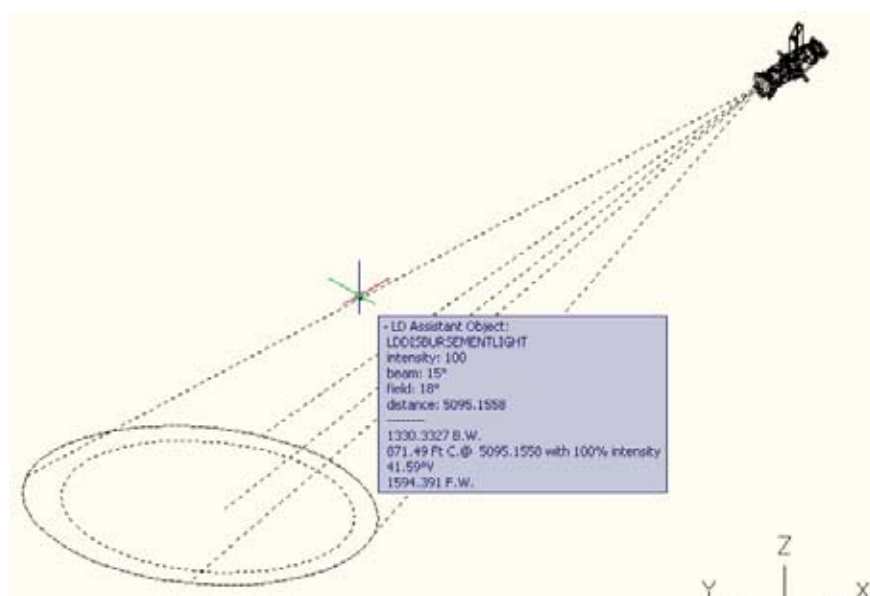 - LD Assistant Object:
LDDISBURSEMENTLIGHT
intensity: 100
beam: 15°
field: 18°
distance: 5095.1558
--------
1330.3327 B.W.
871.49 Ft C.@ 5095.1558 with 100% intensity
41.59°V
1594.391 F.W.
Z
Y
X